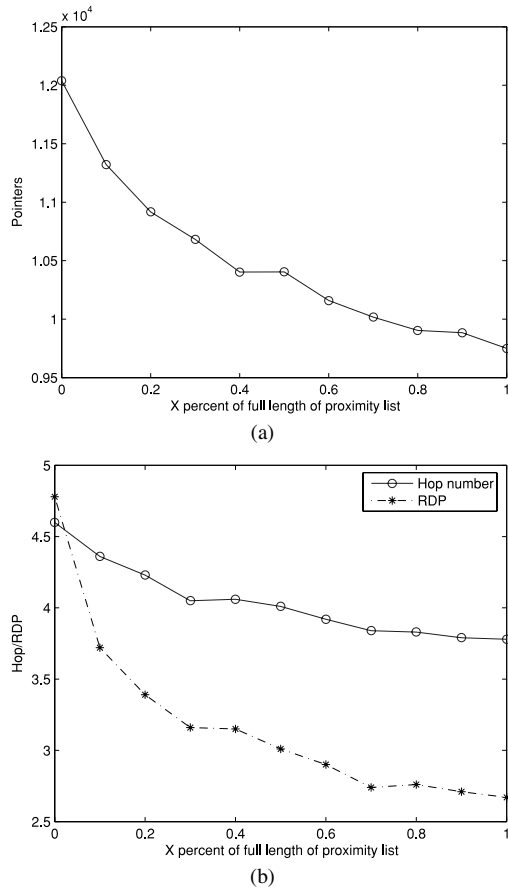 x 10^4
1.25
1.2
1.15
1.1
1.05
1
0.95
Pointers
0 0.2 0.4 0.6 0.8 1
X percent of full length of proximity list
(a)
5
4.5
4
3.5
3
2.5
Hop/RDP
Hop number
RDP
0 0.2 0.4 0.6 0.8 1
X percent of full length of proximity list
(b)